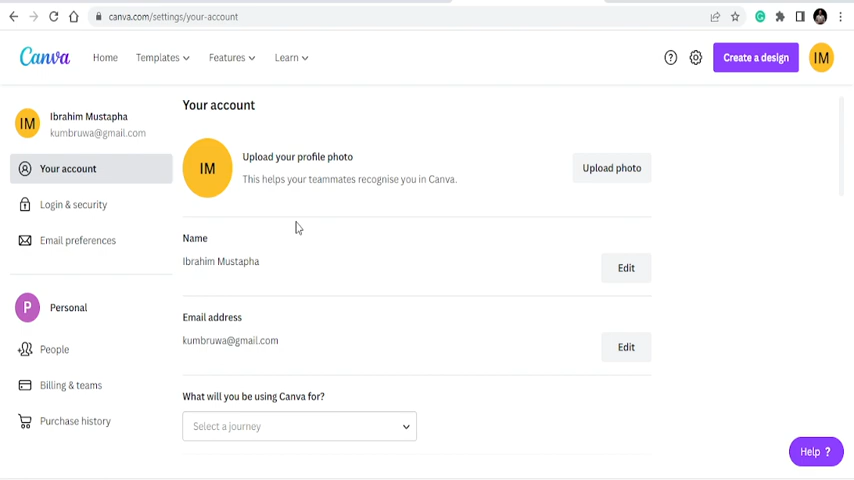 canva.com/settings/your-account
Canva
Home
Templates
Features
Learn
Create a design
IM
IM
Ibrahim Mustapha
kumbruwa@gmail.com
Your account
Login & security
Email preferences
P
Personal
People
Billing & teams
Purchase history
Your account
IM
Upload your profile photo
This helps your teammates recognise you in Canva.
Upload photo
Name
Ibrahim Mustapha
Edit
Email address
kumbruwa@gmail.com
Edit
What will you be using Canva for?
Select a journey
Help ?